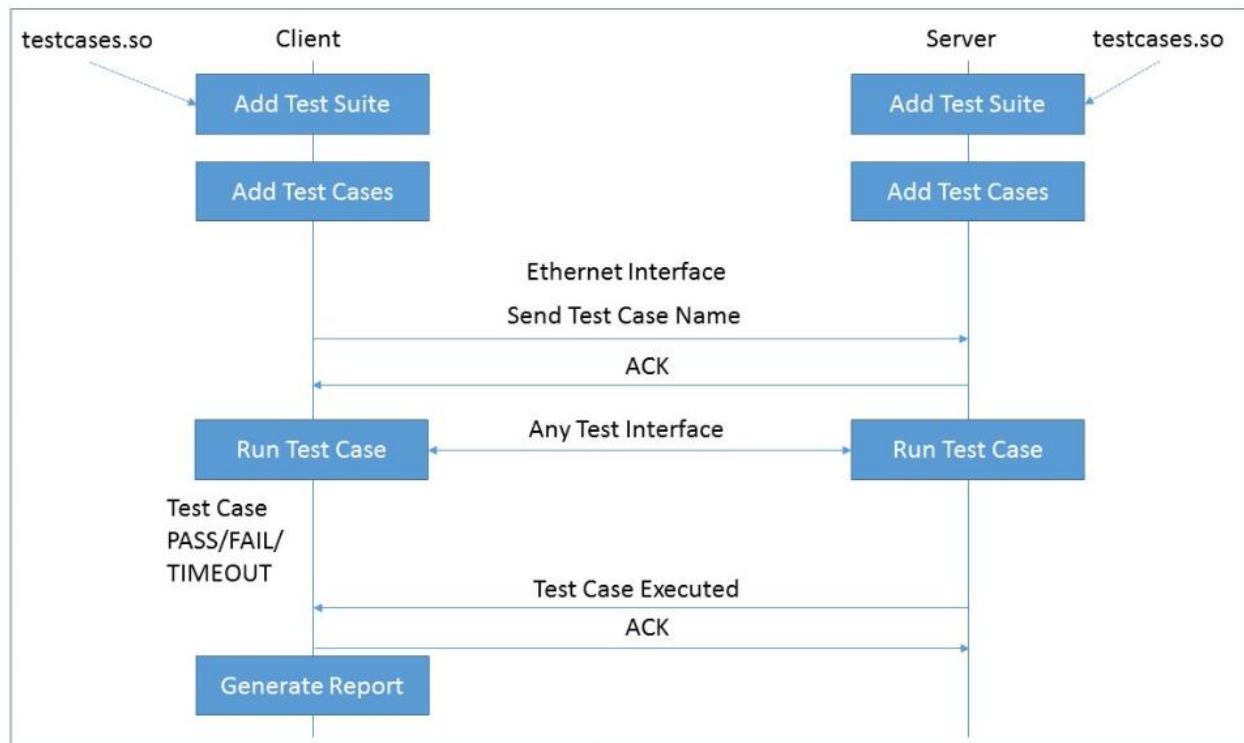 testcases.so
Client
Server
testcases.so
Add Test Suite
Add Test Suite
Add Test Cases
Add Test Cases
Ethernet Interface
Send Test Case Name
ACK
Run Test Case
Any Test Interface
Run Test Case
Test Case
PASS/FAIL/
TIMEOUT
Test Case Executed
ACK
Generate Report